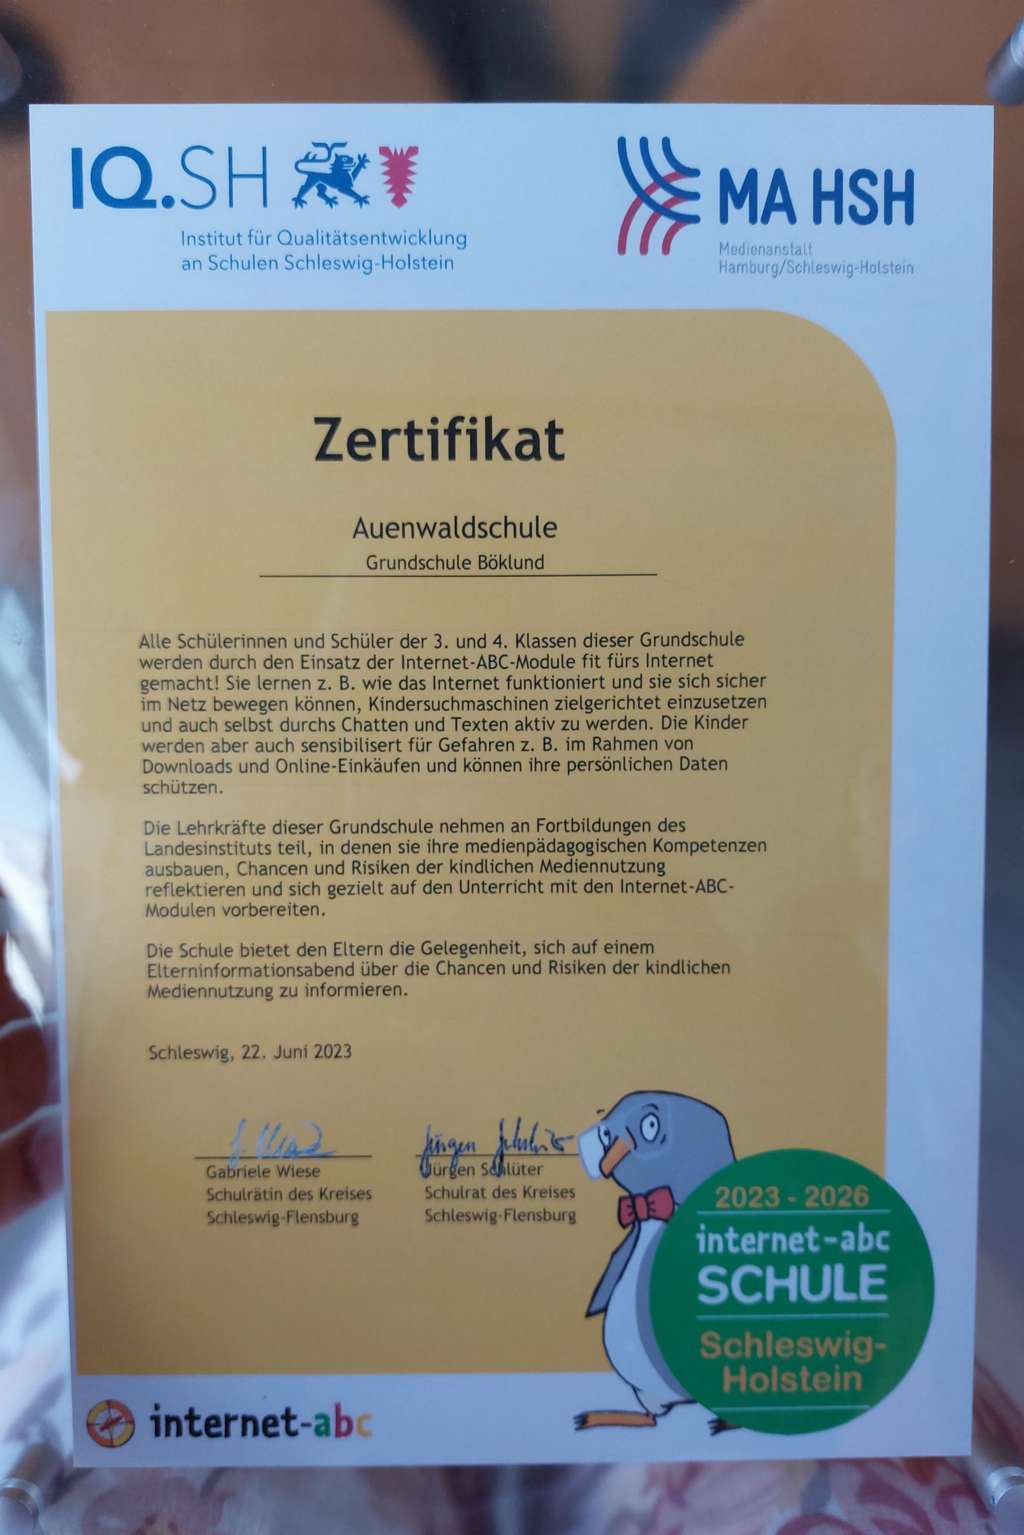 IQ.SH
Institut für Qualitätsentwicklung
an Schulen Schleswig-Holstein
MA HSH
Medienanstalt
Hamburg/Schleswig-Holstein
Zertifikat
Auenwaldschule
Grundschule Böklund
Alle Schülerinnen und Schüler der 3. und 4. Klassen dieser Grundschule
werden durch den Einsatz der Internet-ABC-Module fit fürs Internet
gemacht! Sie lernen z. B. wie das Internet funktioniert und sie sich sicher
im Netz bewegen können, Kindersuchmaschinen zielgerichtet einzusetzen
und auch selbst durchs Chatten und Texten aktiv zu werden. Die Kinder
werden aber auch sensibilisert für Gefahren z. B. im Rahmen von
Downloads und Online-Einkäufen und können ihre persönlichen Daten
schützen.
Die Lehrkräfte dieser Grundschule nehmen an Fortbildungen des
Landesinstituts teil, in denen sie ihre medienpädagogischen Kompetenzen
ausbauen, Chancen und Risiken der kindlichen Mediennutzung
reflektieren und sich gezielt auf den Unterricht mit den Internet-ABC-
Modulen vorbereiten.
Die Schule bietet den Eltern die Gelegenheit, sich auf einem
Elterninformationsabend über die Chancen und Risiken der kindlichen
Mediennutzung zu informieren.
Schleswig, 22. Juni 2023
Jürgen Schlüter
Gabriele Wiese
Schulrätin des Kreises
Schleswig-Flensburg
Jürgen Schlüter
Schulrat des Kreises
Schleswig-Flensburg
2023 - 2026
internet-abc
SCHULE
Schleswig-
Holstein
internet-abc